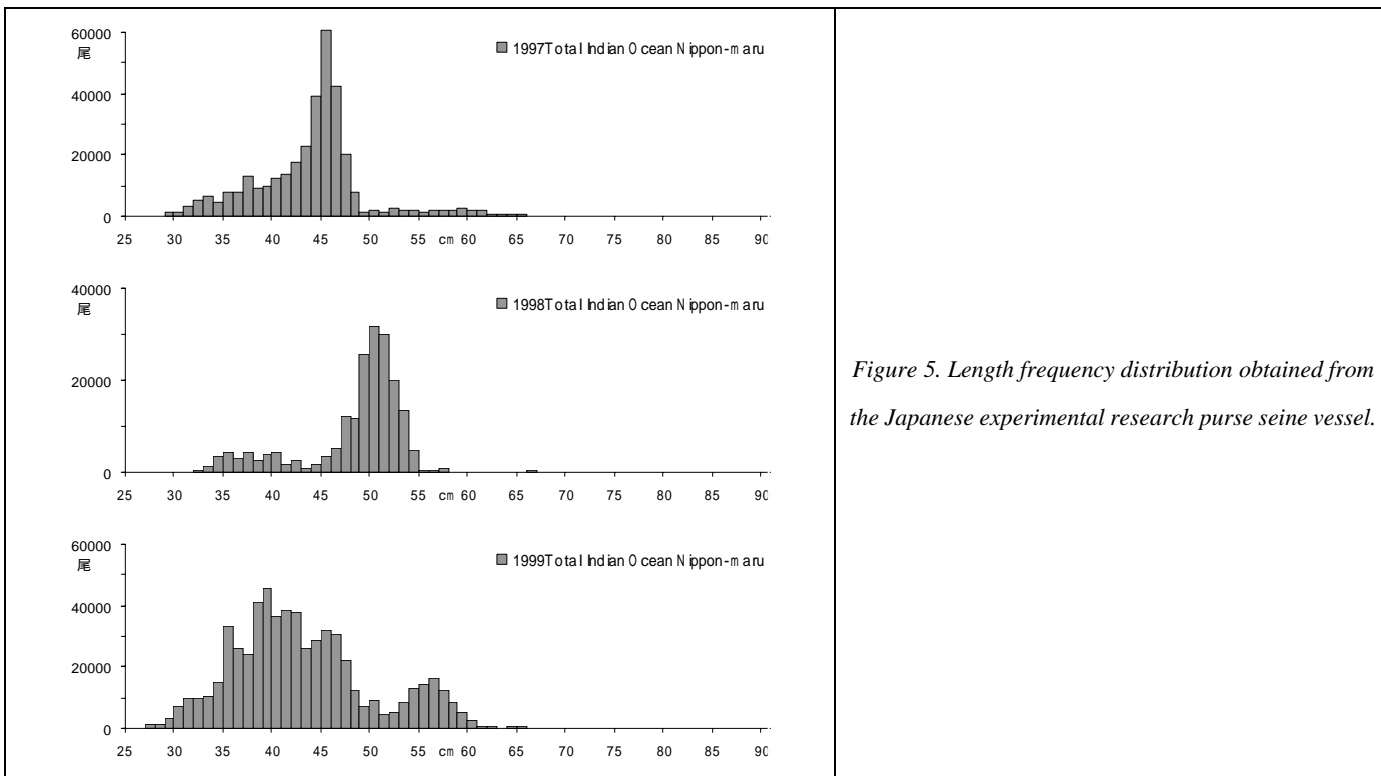 60000
尾
1997Total Indian Ocean Nippon-maru
40000
20000
0
25 30 35 40 45 50 55 cm 60 65 70 75 80 85 90
40000
尾
1998Total Indian Ocean Nippon-maru
20000
0
25 30 35 40 45 50 55 cm 60 65 70 75 80 85 90
60000
尾
1999Total Indian Ocean Nippon-maru
40000
20000
0
25 30 35 40 45 50 55 cm 60 65 70 75 80 85 90
Figure 5. Length frequency distribution obtained from
the Japanese experimental research purse seine vessel.